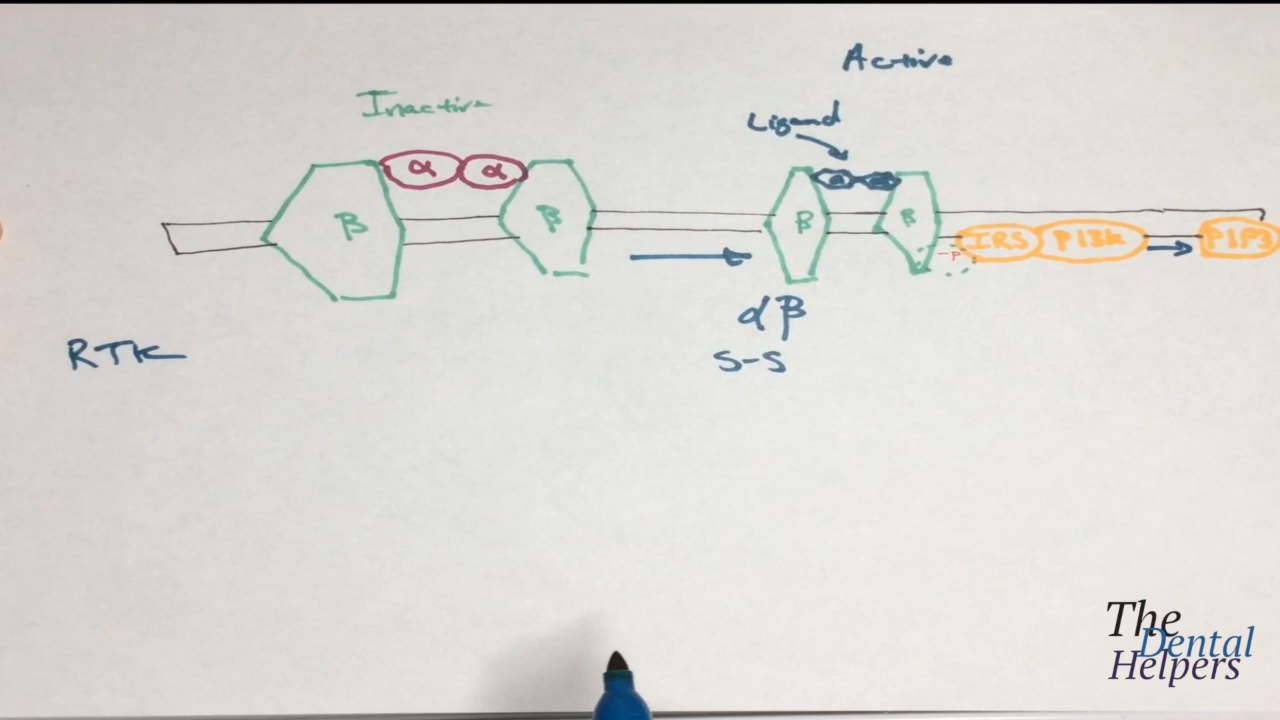 Active
Inactive
Ligand
α α
β β
β β
-P
IRS PI3K PIP3
αβ
S-S
RTK
The
Dental
Helpers